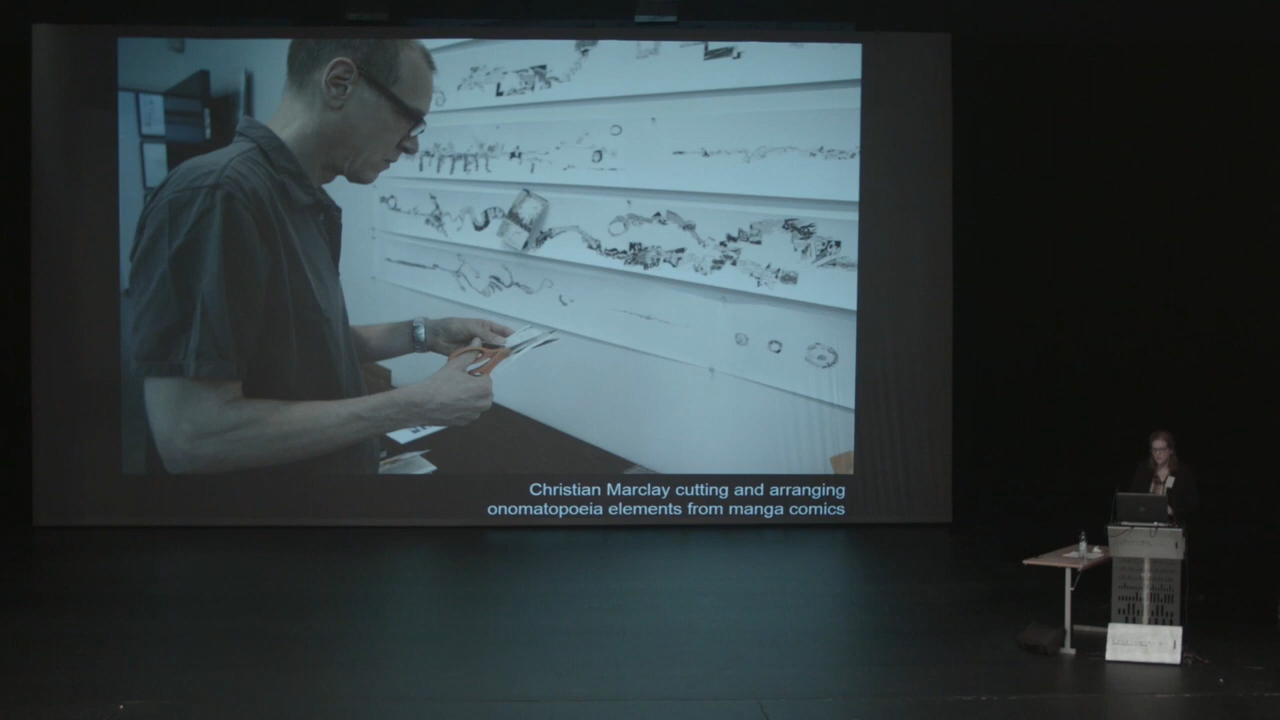 Christian Marclay cutting and arranging
onomatopoeia elements from manga comics